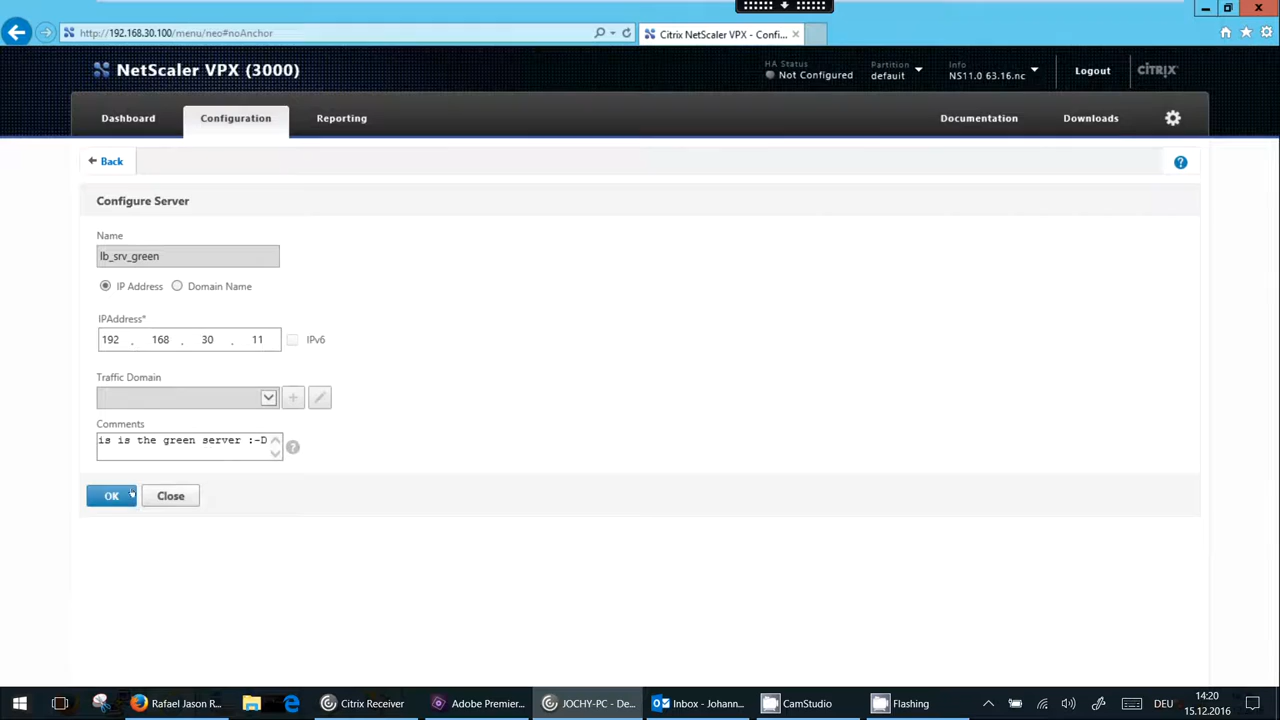 http://192.168.30.100/menu/neo#noAnchor
Citrix NetScaler VPX - Confi...
NetScaler VPX (3000)
HA Status
Not Configured
Partition
default
Info
NS11.0 63.16.nc
Logout
CİTRIX
Dashboard
Configuration
Reporting
Documentation
Downloads
Back
?
Configure Server
Name
lb_srv_green
IP Address
Domain Name
IPAddress*
192 . 168 . 30 . 11
IPv6
Traffic Domain
Comments
is is the green server :-D
?
OK
Close
Rafael Jason R...
Citrix Receiver
Adobe Premier...
JOCHY-PC - De...
Inbox - Johann...
CamStudio
Flashing
DEU
14:20
15.12.2016